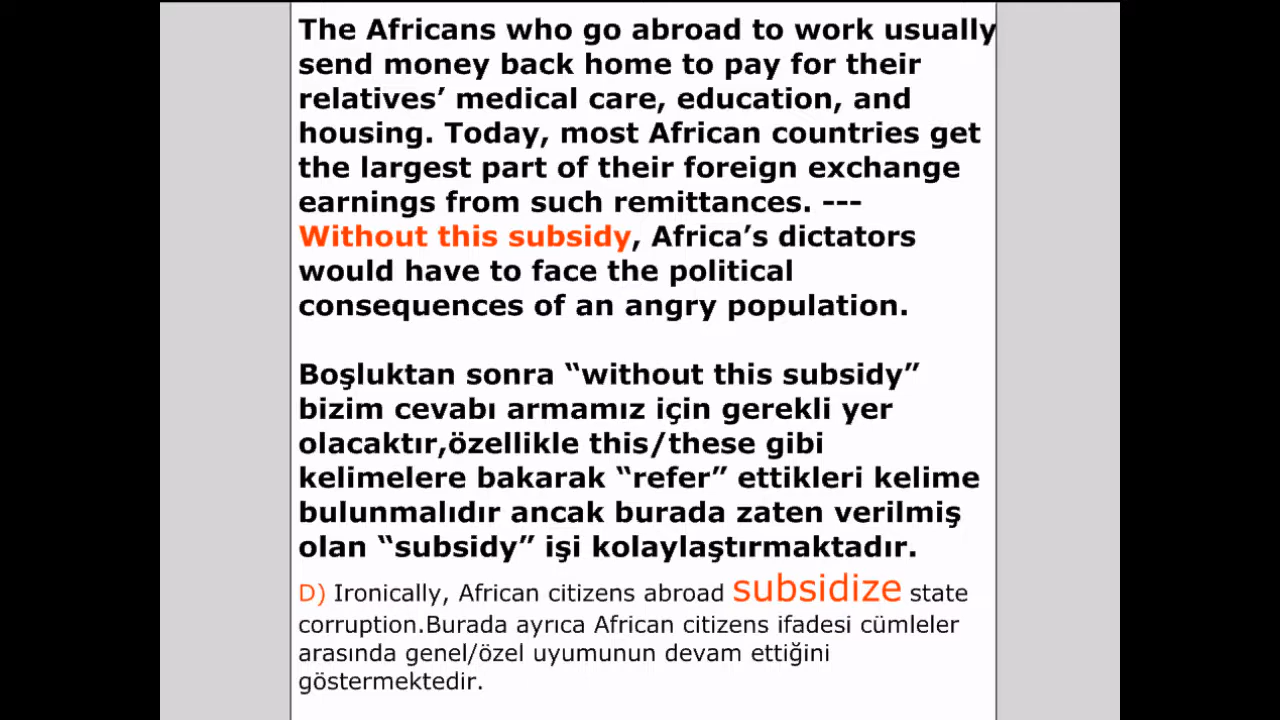 The Africans who go abroad to work usually
send money back home to pay for their
relatives’ medical care, education, and
housing. Today, most African countries get
the largest part of their foreign exchange
earnings from such remittances. ---
Without this subsidy, Africa’s dictators
would have to face the political
consequences of an angry population.
Boşluktan sonra “without this subsidy”
bizim cevabı armamız için gerekli yer
olacaktır,özellikle this/these gibi
kelimelere bakarak “refer” ettikleri kelime
bulunmalıdır ancak burada zaten verilmiş
olan “subsidy” işi kolaylaştırmaktadır.
D) Ironically, African citizens abroad subsidize state
corruption.Burada ayrıca African citizens ifadesi cümleler
arasında genel/özel uyumunun devam ettiğini
göstermektedir.